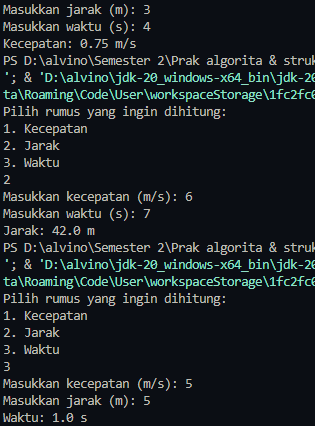 Masukkan jarak (m): 3
Masukkan waktu (s): 4
Kecepatan: 0.75 m/s
PS D:\alvino\Semester 2\Prak algorita & struk
'; & 'D:\alvino\jdk-20_windows-x64_bin\jdk-20
ta\Roaming\Code\User\workspaceStorage\1fc2fc0
Pilih rumus yang ingin dihitung:
1. Kecepatan
2. Jarak
3. Waktu
2
Masukkan kecepatan (m/s): 6
Masukkan waktu (s): 7
Jarak: 42.0 m
PS D:\alvino\Semester 2\Prak algorita & struk
'; & 'D:\alvino\jdk-20_windows-x64_bin\jdk-20
ta\Roaming\Code\User\workspaceStorage\1fc2fc0
Pilih rumus yang ingin dihitung:
1. Kecepatan
2. Jarak
3. Waktu
3
Masukkan kecepatan (m/s): 5
Masukkan jarak (m): 5
Waktu: 1.0 s